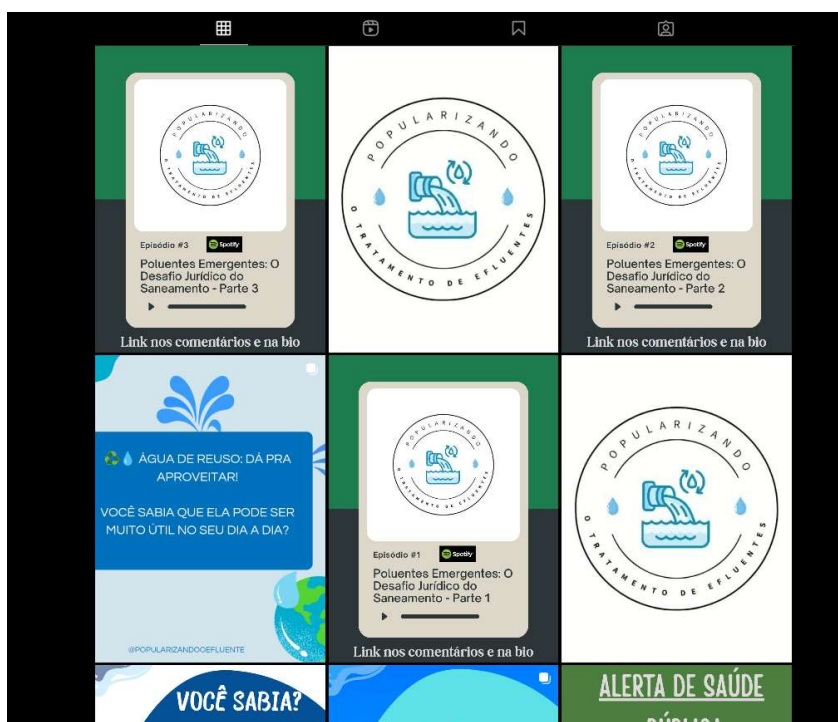 POPULARIZANDO
O TRATAMENTO DE EFLUENTES
Episódio #3
Spotify
Poluentes Emergentes: O
Desafio Jurídico do
Saneamento - Parte 3
Link nos comentários e na bio
POPULARIZANDO
O TRATAMENTO DE EFLUENTES
POPULARIZANDO
O TRATAMENTO DE EFLUENTES
Episódio #2
Spotify
Poluentes Emergentes: O
Desafio Jurídico do
Saneamento - Parte 2
Link nos comentários e na bio
ÁGUA DE REUSO: DÁ PRA
APROVEITAR!
VOCÊ SABIA QUE ELA PODE SER
MUITO ÚTIL NO SEU DIA A DIA?
@POPULARIZANDOOEFLUENTE
POPULARIZANDO
O TRATAMENTO DE EFLUENTES
Episódio #1
Spotify
Poluentes Emergentes: O
Desafio Jurídico do
Saneamento - Parte 1
Link nos comentários e na bio
POPULARIZANDO
O TRATAMENTO DE EFLUENTES
VOCÊ SABIA?
ALERTA DE SAÚDE
PÚBLICA